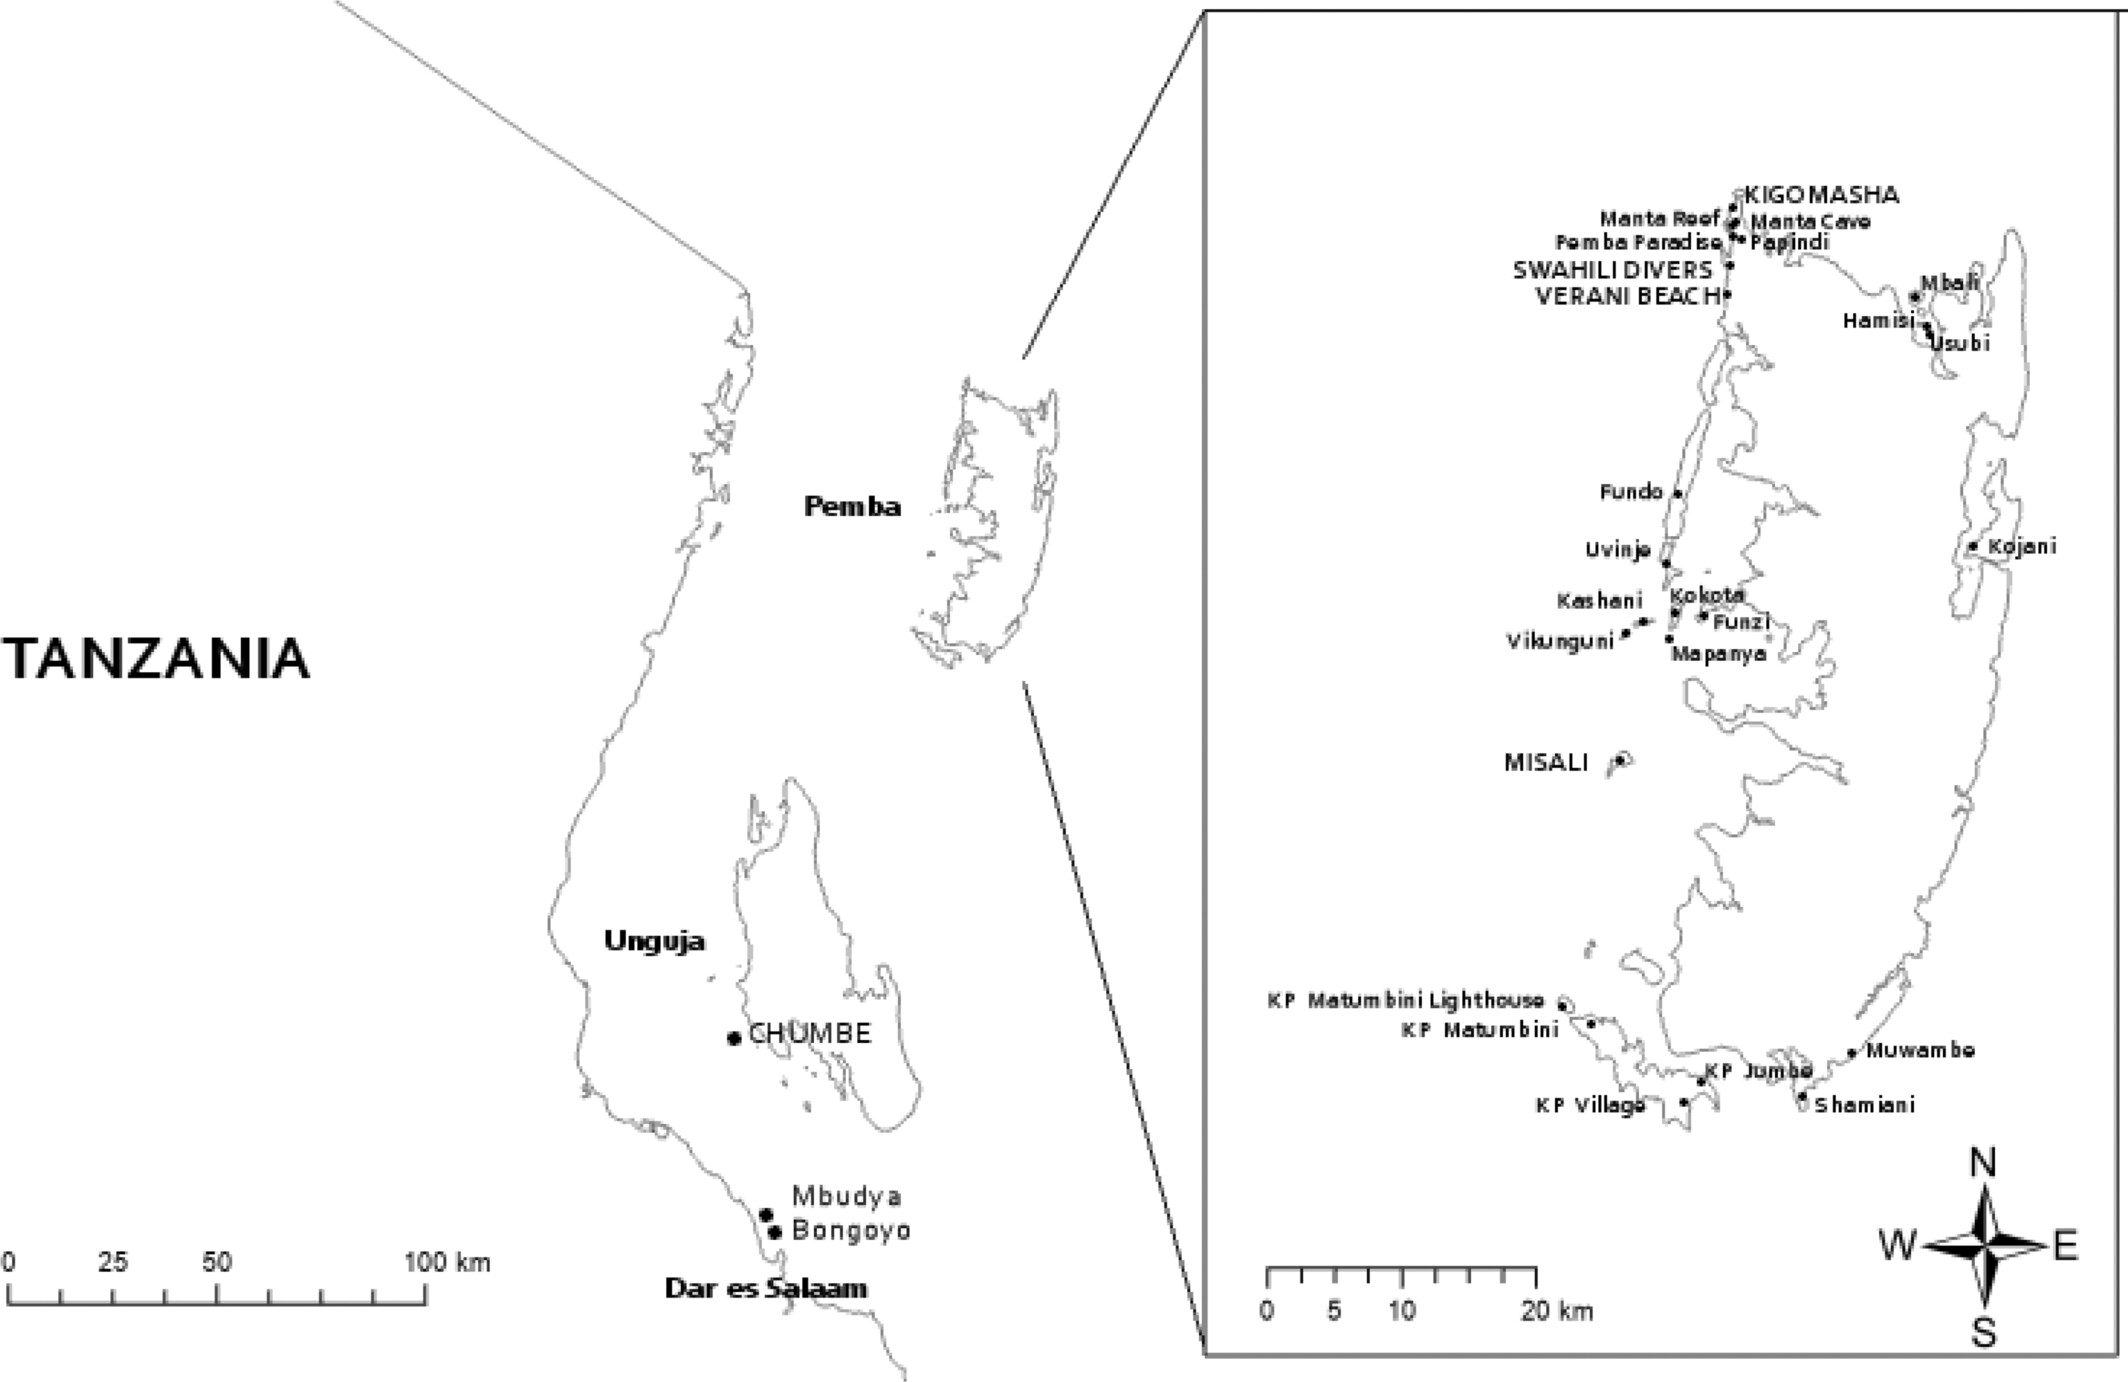 TANZANIA
Pemba
Unguja
CHUMBE
Mbudya
Bongoyo
Dar es Salaam
0 25 50 100 km
KIGOMASHA
Manta Reef
Manta Cave
Pemba Paradise
Papindi
SWAHILI DIVERS
VERANI BEACH
Mbali
Hamisi
Usubi
Fundo
Uvinje
Kojani
Kashani
Kokota
Funzi
Vikunguni
Mapanya
MISALI
KP Matumbini Lighthouse
KP Matumbini
Muwambe
KP Jumbe
KP Village
Shamiani
N
W
E
S
0 5 10 20 km